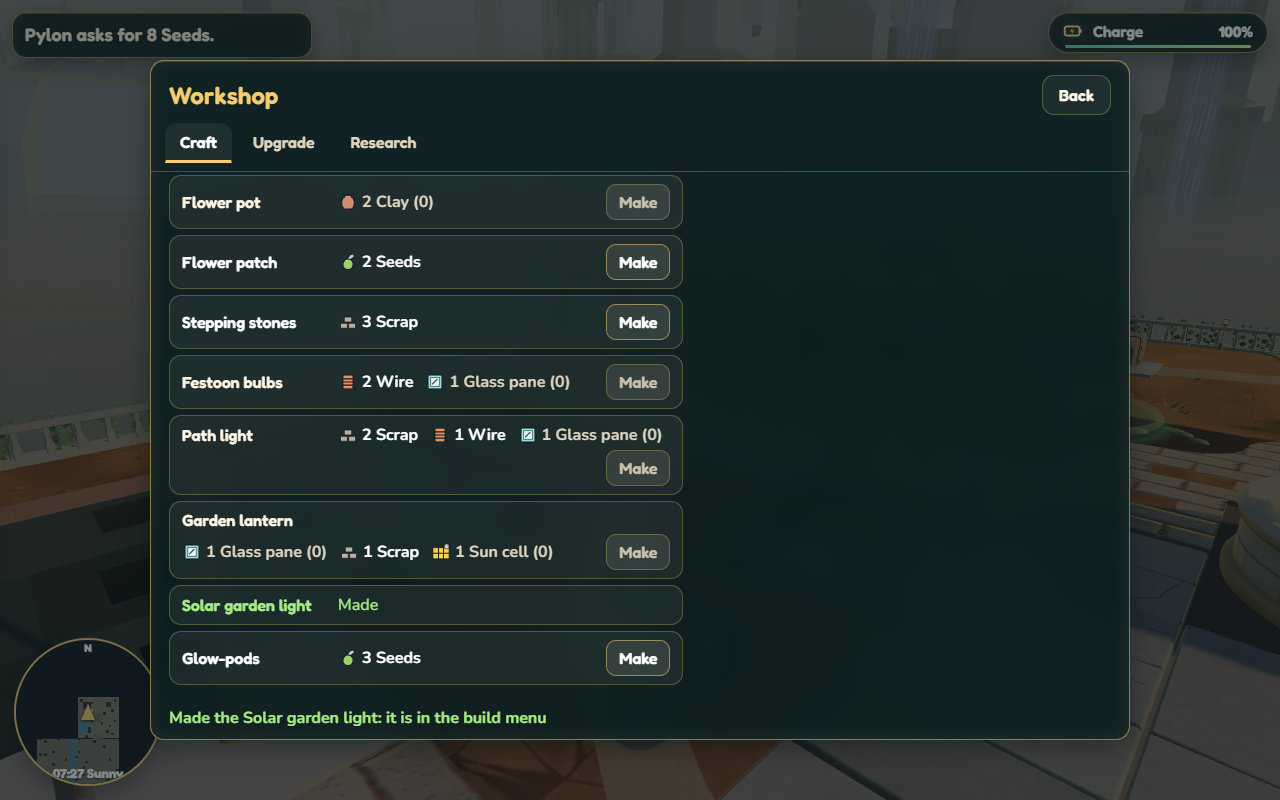 Pylon asks for 8 Seeds.
Charge 100%
Workshop
Back
Craft Upgrade Research
Flower pot 2 Clay (0) Make
Flower patch 2 Seeds Make
Stepping stones 3 Scrap Make
Festoon bulbs 2 Wire 1 Glass pane (0) Make
Path light 2 Scrap 1 Wire 1 Glass pane (0)
Make
Garden lantern
1 Glass pane (0) 1 Scrap 1 Sun cell (0) Make
Solar garden light Made
Glow-pods 3 Seeds Make
Made the Solar garden light: it is in the build menu
N
07:27 Sunny